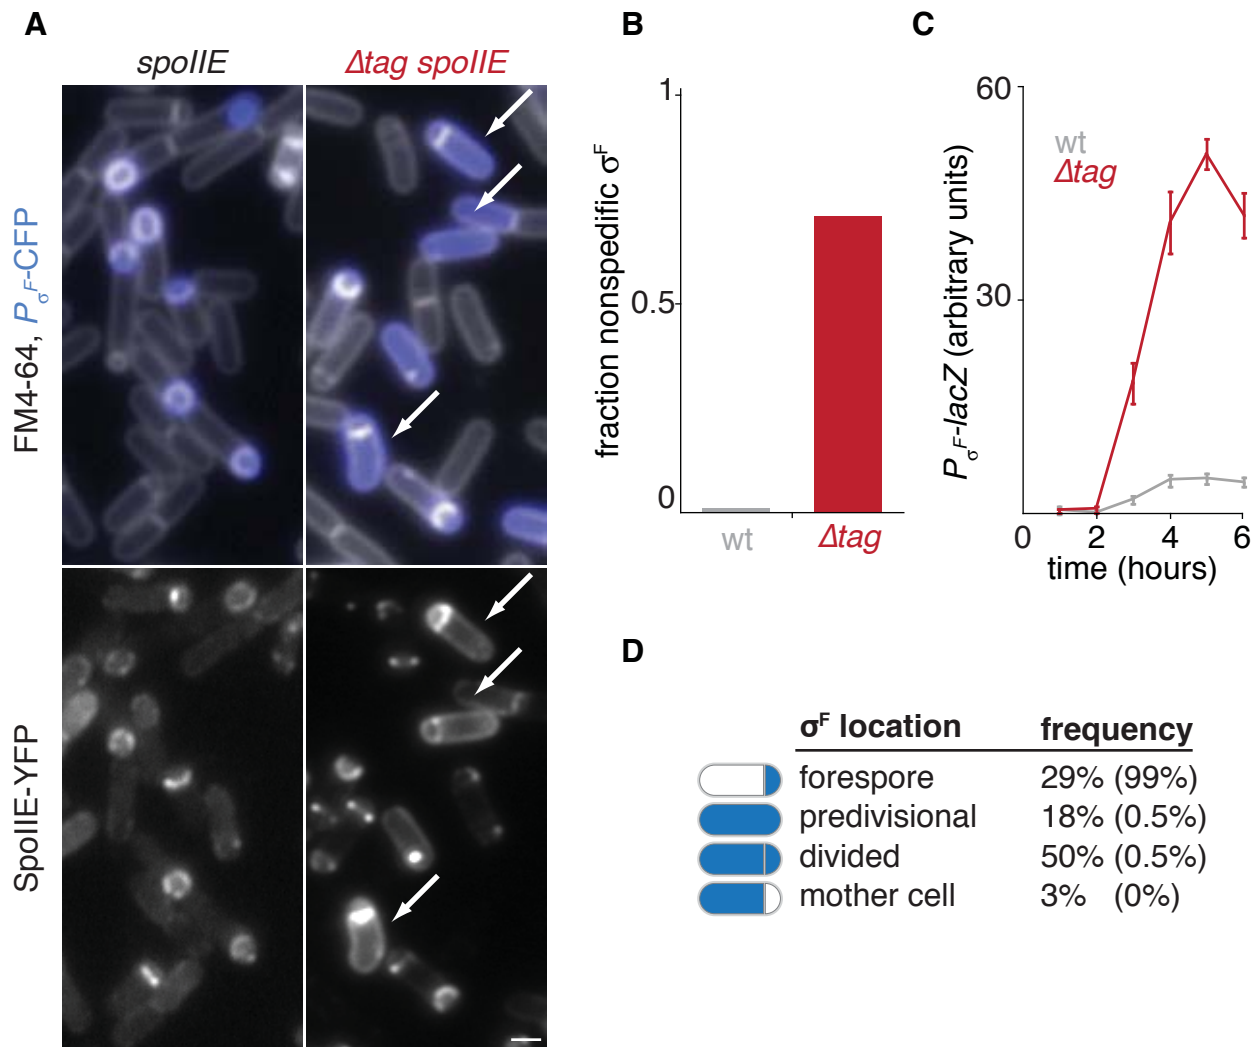 A
spoIIE
Δtag spoIIE
FM4-64, PσF-CFP
SpoIIE-YFP
B
fraction nonspedific σF
1
0.5
0
wt
Δtag
C
PσF-lacZ (arbitrary units)
60
30
wt
Δtag
0 2 4 6
time (hours)
D
σF location frequency
forespore 29% (99%)
predivisional 18% (0.5%)
divided 50% (0.5%)
mother cell 3% (0%)